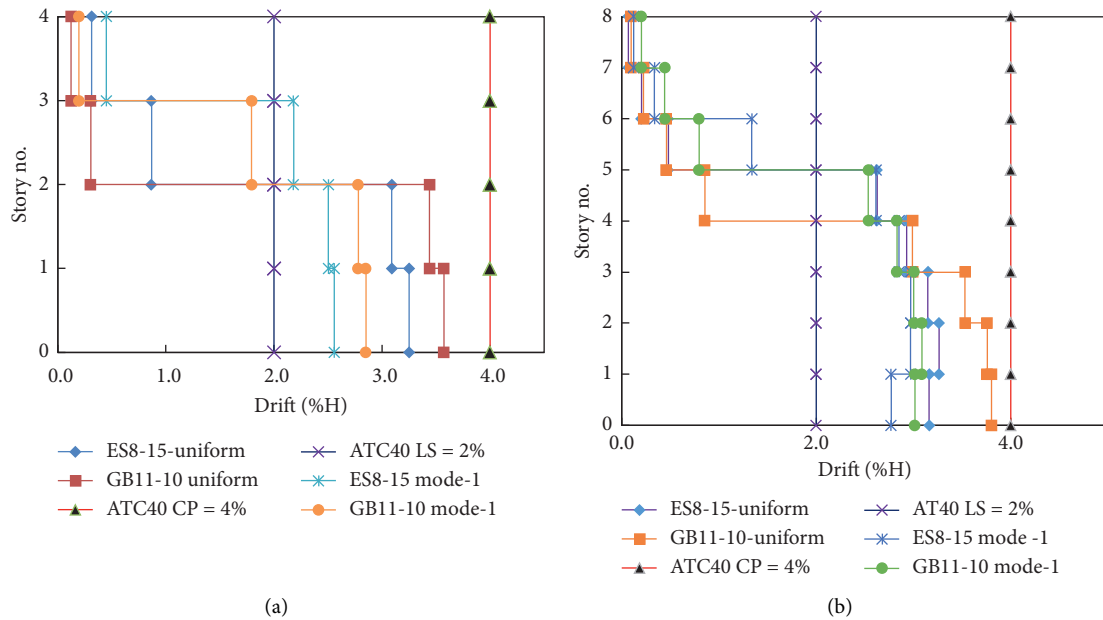 4
3
2
1
0
Story no.
0.0 1.0 2.0 3.0 4.0
Drift (%H)
ES8-15-uniform
GB11-10 uniform
ATC40 CP = 4%
ATC40 LS = 2%
ES8-15 mode-1
GB11-10 mode-1
(a)
8
7
6
5
4
3
2
1
0
Story no.
0.0 2.0 4.0
Drift (%H)
ES8-15-uniform
GB11-10-uniform
ATC40 CP = 4%
AT40 LS = 2%
ES8-15 mode -1
GB11-10 mode-1
(b)